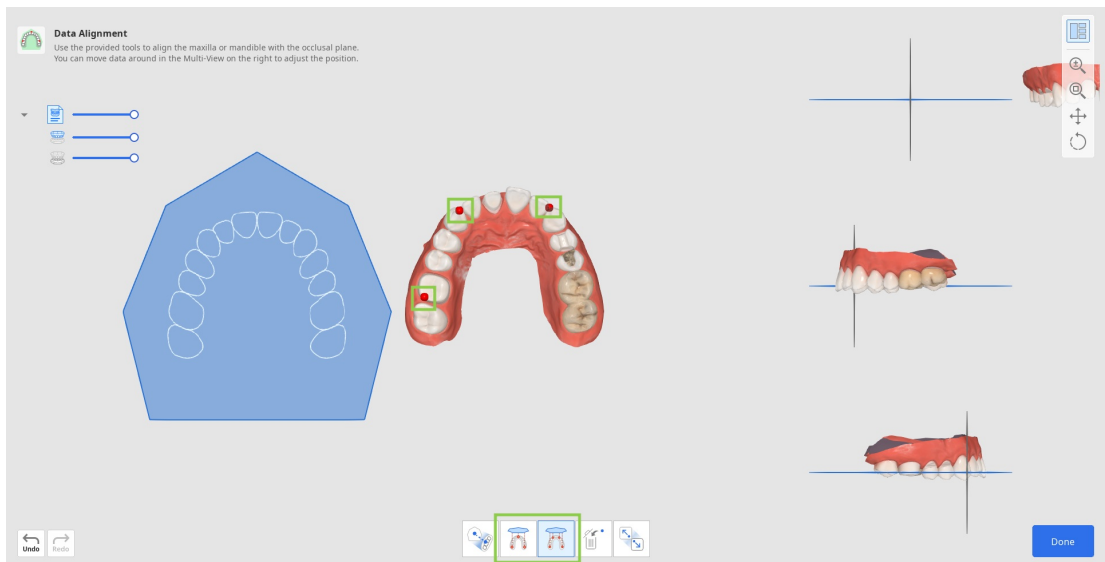 Data Alignment
Use the provided tools to align the maxilla or mandible with the occlusal plane.
You can move data around in the Multi-View on the right to adjust the position.
Undo
Redo
Done